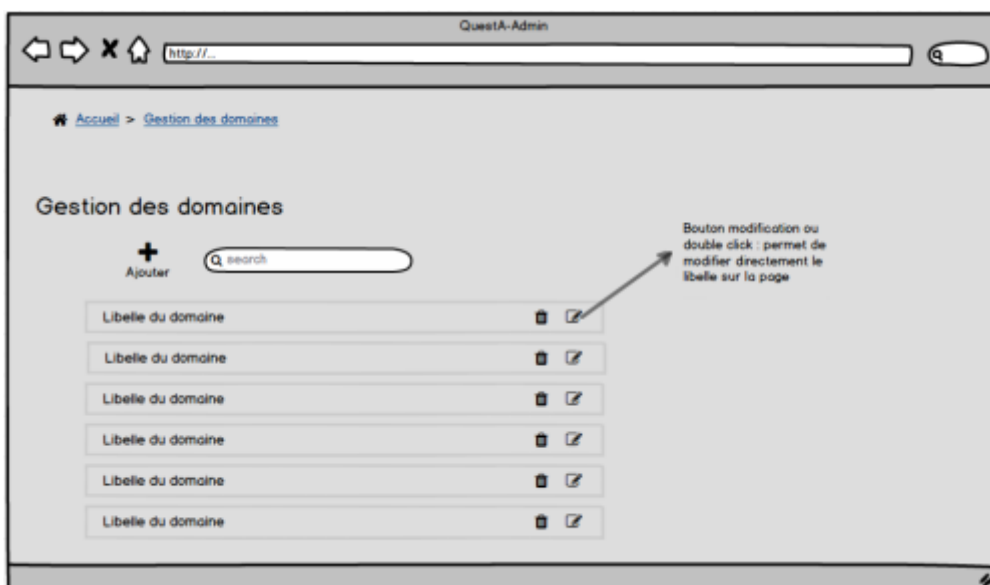 QuestA-Admin
http://...
Accueil > Gestion des domaines
Gestion des domaines
Ajouter
search
Bouton modification ou
double click : permet de
modifier directement le
libelle sur la page
Libelle du domaine
Libelle du domaine
Libelle du domaine
Libelle du domaine
Libelle du domaine
Libelle du domaine